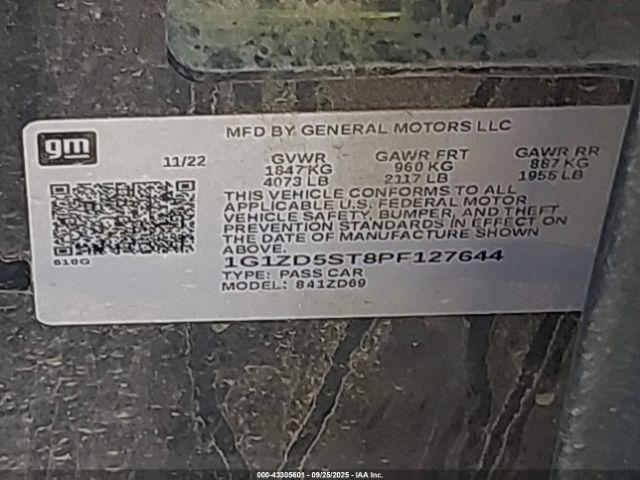 gm
MFD BY GENERAL MOTORS LLC
11/22 GVWR GAWR FRT GAWR RR
1847 KG 960 KG 887 KG
4073 LB 2117 LB 1955 LB
THIS VEHICLE CONFORMS TO ALL
APPLICABLE U.S. FEDERAL MOTOR
VEHICLE SAFETY, BUMPER, AND THEFT
PREVENTION STANDARDS IN EFFECT ON
THE DATE OF MANUFACTURE SHOWN
ABOVE.
1G1ZD5ST8PF127644
TYPE: PASS CAR
MODEL: 841ZD69
618G
000-43305601 - 09/25/2025 - IAA Inc.